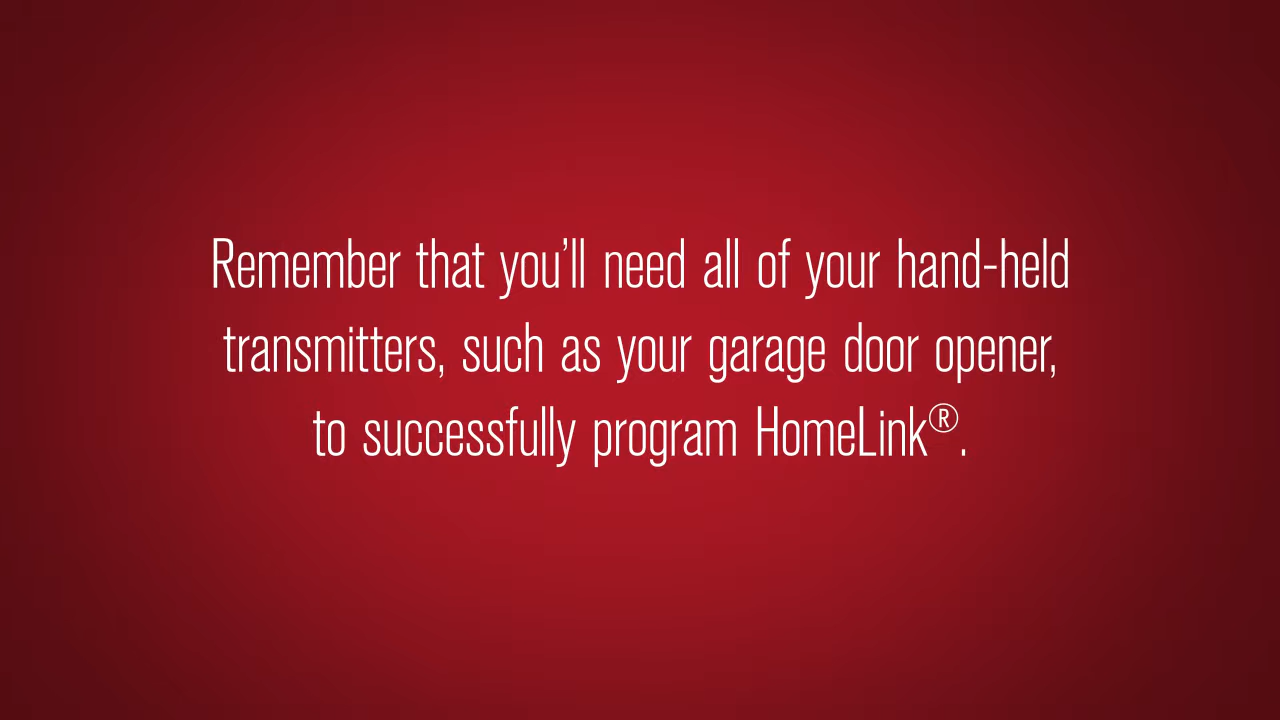 Remember that you’ll need all of your hand-held
transmitters, such as your garage door opener,
to successfully program HomeLink®.